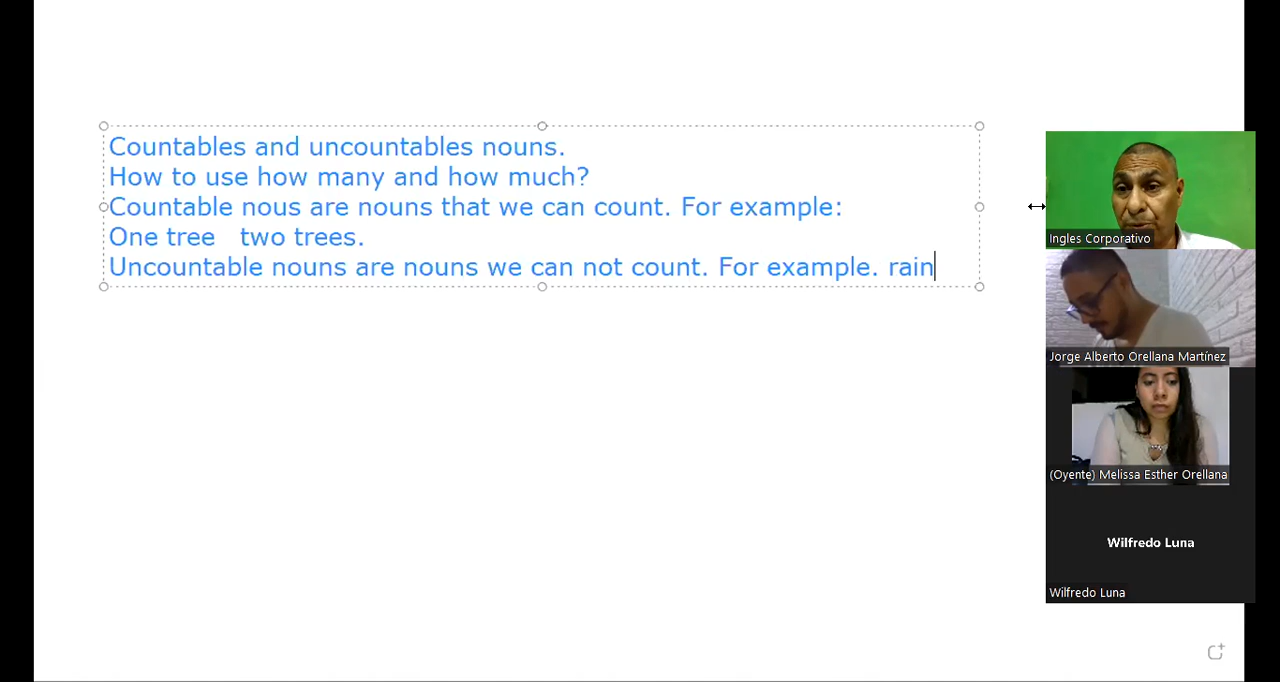 Countables and uncountables nouns.
How to use how many and how much?
Countable nous are nouns that we can count. For example:
One tree   two trees.
Uncountable nouns are nouns we can not count. For example. rain
Ingles Corporativo
Jorge Alberto Orellana Martínez
(Oyente) Melissa Esther Orellana
Wilfredo Luna
Wilfredo Luna